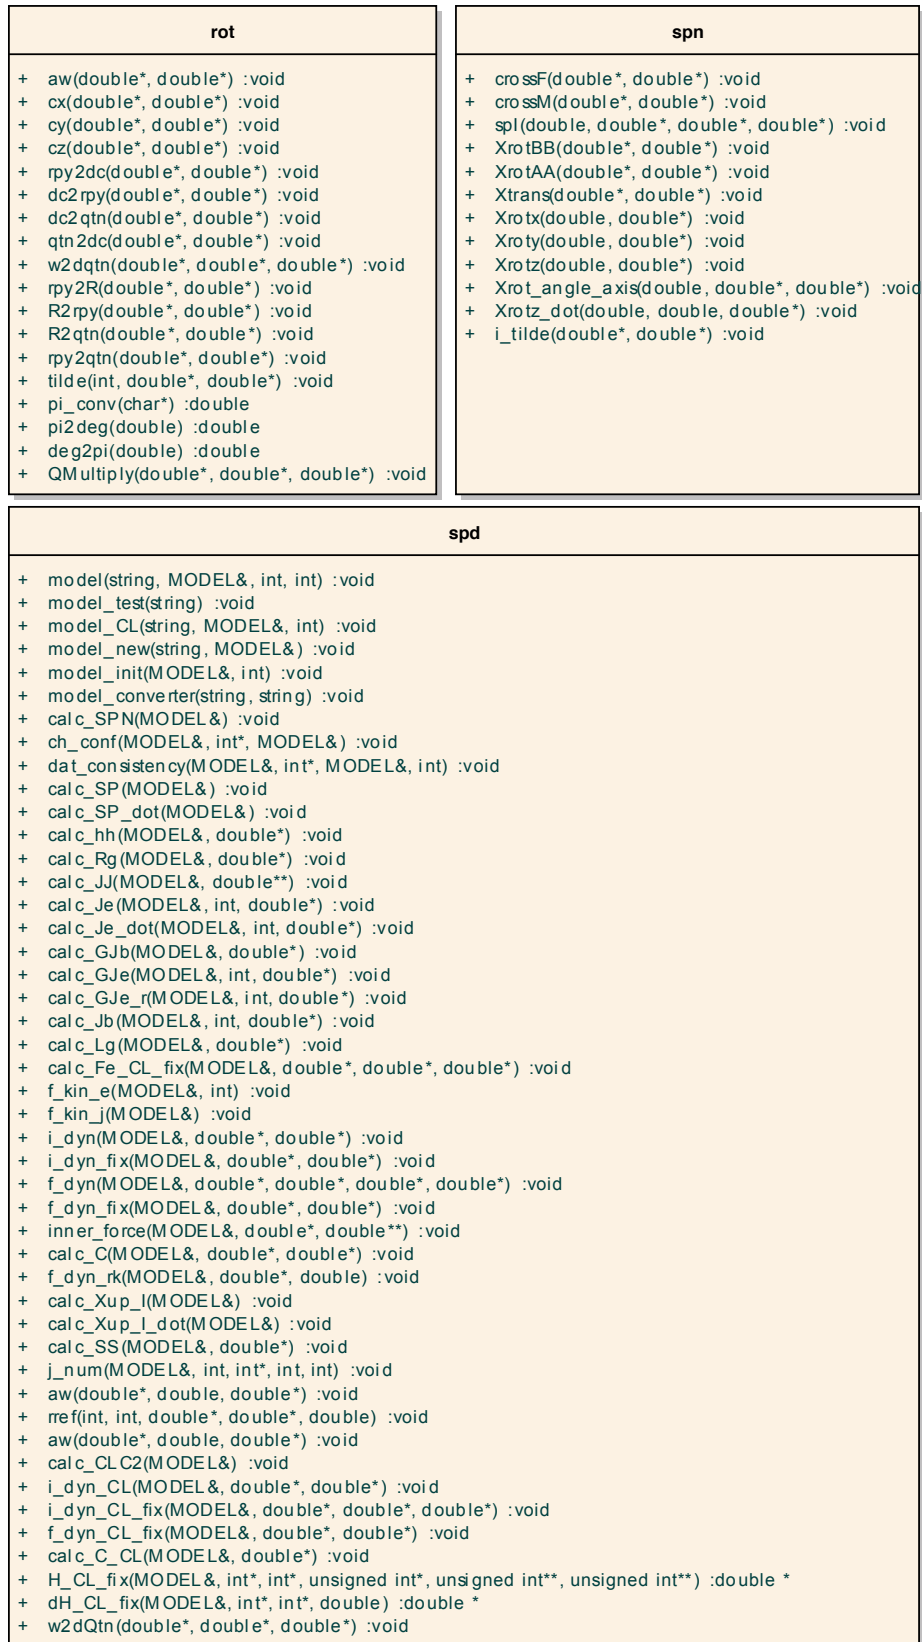 rot
+ aw(double*, double*) :void
+ cx(double*, double*) :void
+ cy(double*, double*) :void
+ cz(double*, double*) :void
+ rpy2dc(double*, double*) :void
+ dc2rpy(double*, double*) :void
+ dc2qtn(double*, double*) :void
+ qtn2dc(double*, double*) :void
+ w2dqtn(double*, double*, double*) :void
+ rpy2R(double*, double*) :void
+ R2rpy(double*, double*) :void
+ R2qtn(double*, double*) :void
+ rpy2qtn(double*, double*) :void
+ tilde(int, double*, double*) :void
+ pi_conv(char*) :double
+ pi2deg(double) :double
+ deg2pi(double) :double
+ QMultiply(double*, double*, double*) :void
spn
+ crossF(double*, double*) :void
+ crossM(double*, double*) :void
+ spI(double, double*, double*, double*) :void
+ XrotBB(double*, double*) :void
+ XrotAA(double*, double*) :void
+ Xtrans(double*, double*) :void
+ Xrotx(double, double*) :void
+ Xroty(double, double*) :void
+ Xrotz(double, double*) :void
+ Xrot_angle_axis(double, double*, double*) :void
+ Xrotz_dot(double, double, double*) :void
+ i_tilde(double*, double*) :void
spd
+ model(string, MODEL&, int, int) :void
+ model_test(string) :void
+ model_CL(string, MODEL&, int) :void
+ model_new(string, MODEL&) :void
+ model_init(MODEL&, int) :void
+ model_converter(string, string) :void
+ calc_SPN(MODEL&) :void
+ ch_conf(MODEL&, int*, MODEL&) :void
+ dat_consistency(MODEL&, int*, MODEL&, int) :void
+ calc_SP(MODEL&) :void
+ calc_SP_dot(MODEL&) :void
+ calc_hh(MODEL&, double*) :void
+ calc_Rg(MODEL&, double*) :void
+ calc_JJ(MODEL&, double**) :void
+ calc_Je(MODEL&, int, double*) :void
+ calc_Je_dot(MODEL&, int, double*) :void
+ calc_GJb(MODEL&, double*) :void
+ calc_GJe(MODEL&, int, double*) :void
+ calc_GJe_r(MODEL&, int, double*) :void
+ calc_Jb(MODEL&, int, double*) :void
+ calc_Lg(MODEL&, double*) :void
+ calc_Fe_CL_fix(MODEL&, double*, double*, double*) :void
+ f_kin_e(MODEL&, int) :void
+ f_kin_j(MODEL&) :void
+ i_dyn(MODEL&, double*, double*) :void
+ i_dyn_fix(MODEL&, double*, double*) :void
+ f_dyn(MODEL&, double*, double*, double*, double*) :void
+ f_dyn_fix(MODEL&, double*, double*) :void
+ inner_force(MODEL&, double*, double**) :void
+ calc_C(MODEL&, double*, double*) :void
+ f_dyn_rk(MODEL&, double*, double) :void
+ calc_Xup_I(MODEL&) :void
+ calc_Xup_I_dot(MODEL&) :void
+ calc_SS(MODEL&, double*) :void
+ j_num(MODEL&, int, int*, int, int) :void
+ aw(double*, double, double*) :void
+ rref(int, int, double*, double*, double) :void
+ aw(double*, double, double*) :void
+ calc_CLC2(MODEL&) :void
+ i_dyn_CL(MODEL&, double*, double*) :void
+ i_dyn_CL_fix(MODEL&, double*, double*, double*) :void
+ f_dyn_CL_fix(MODEL&, double*, double*) :void
+ calc_C_CL(MODEL&, double*) :void
+ H_CL_fix(MODEL&, int*, int*, unsigned int*, unsigned int**, unsigned int**) :double *
+ dH_CL_fix(MODEL&, int*, int*, double) :double *
+ w2dQtn(double*, double*, double*) :void